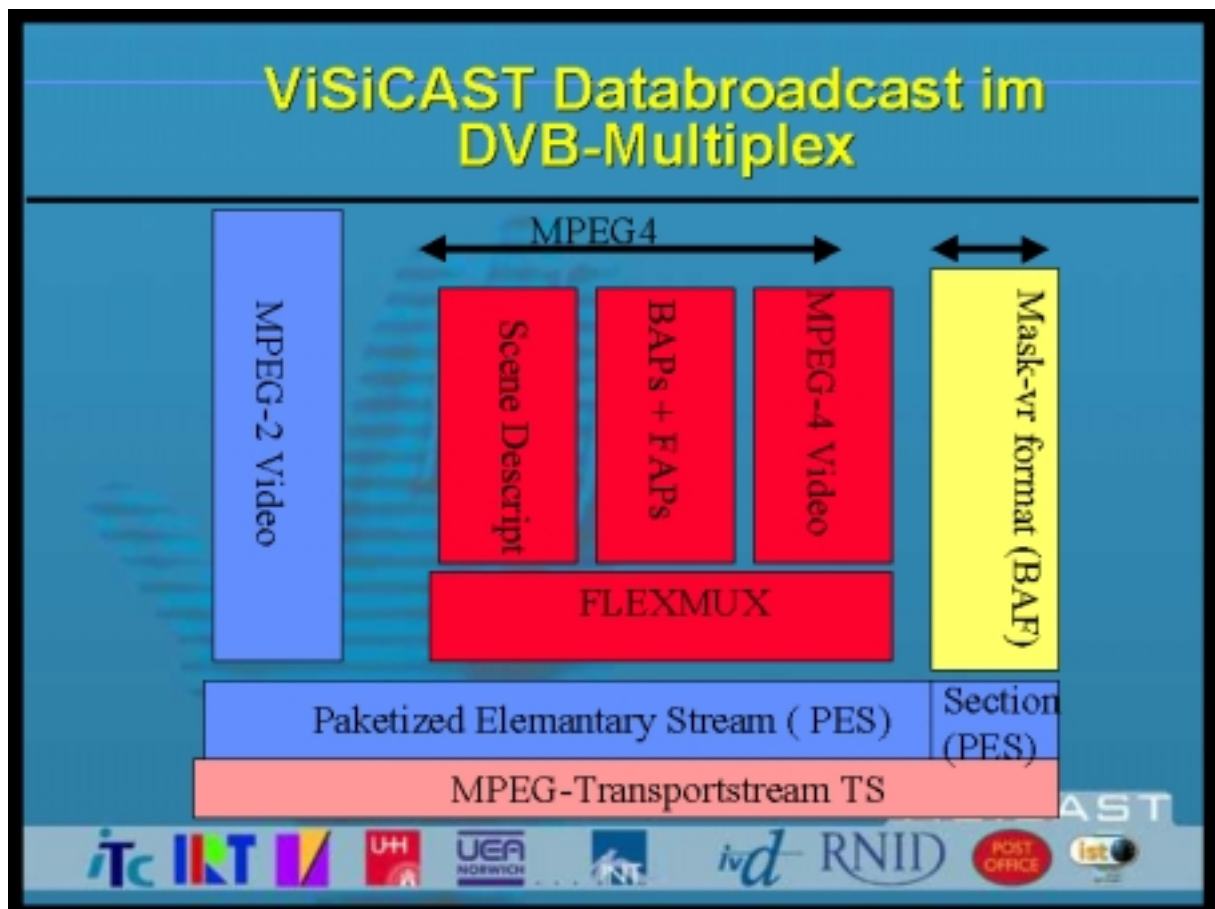 ViSiCAST Databroadcast im
DVB-Multiplex
MPEG4
MPEG-2 Video
Scene Descript
BAPs + FAPs
MPEG-4 Video
Mask-vr format (BAF)
FLEXMUX
Paketized Elemantary Stream ( PES)
Section
(PES)
MPEG-Transportstream TS
AST
iTc
IRT
U+H
UEA
NORWICH
ivd
RNID
POST
OFFICE
ist